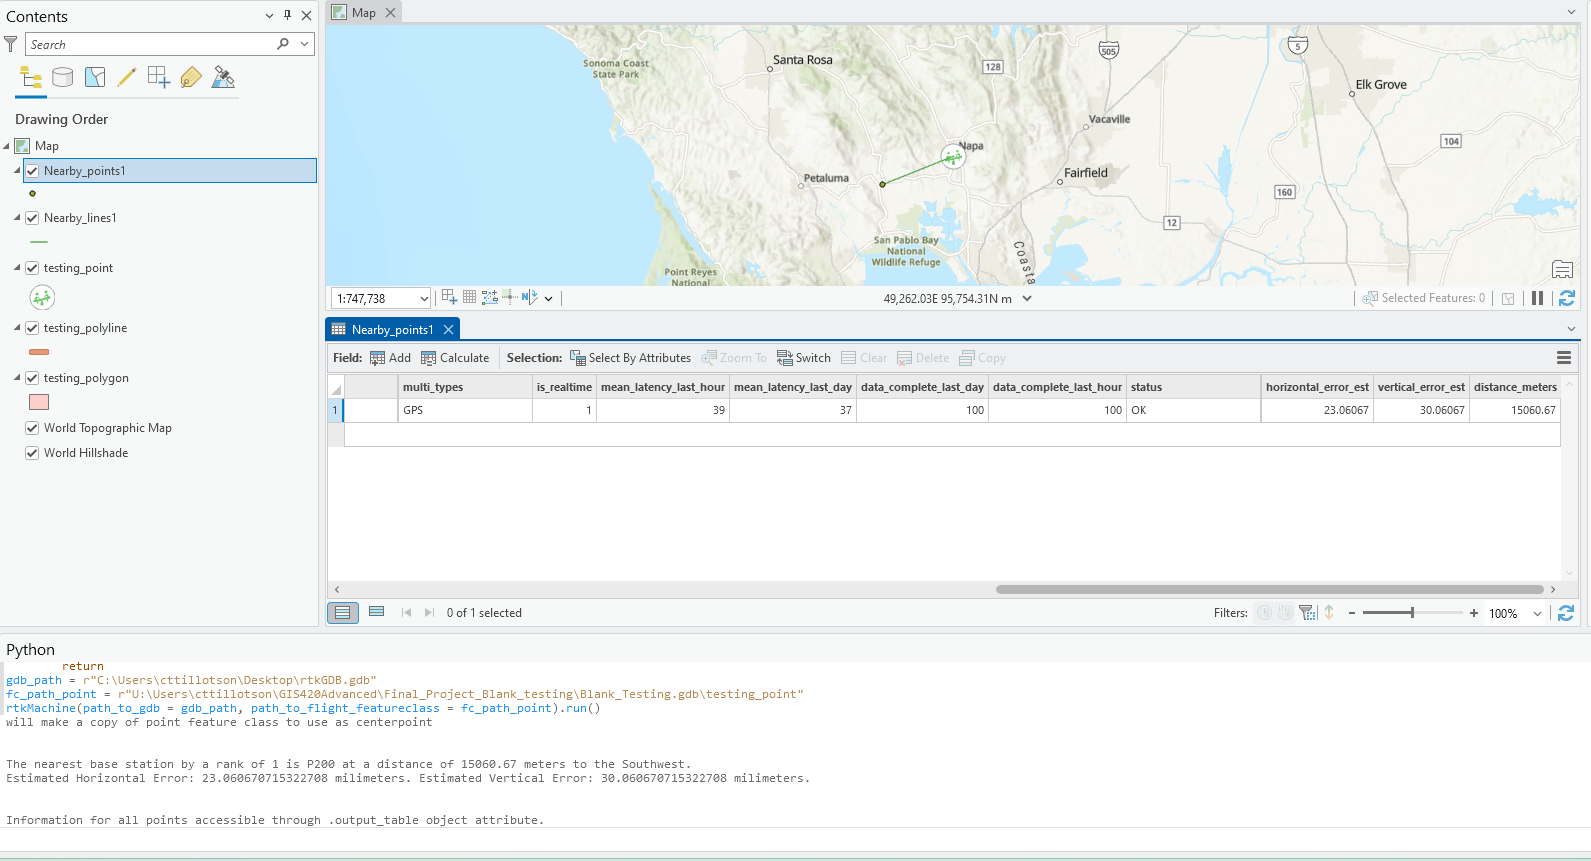 Contents
Search
Drawing Order
Map
Nearby_points1
Nearby_lines1
testing_point
testing_polyline
testing_polygon
World Topographic Map
World Hillshade
Map
Sonoma Coast
State Park
Santa Rosa
128
505
5
Elk Grove
Vacaville
104
Napa
Petaluma
Fairfield
160
12
San Pablo Bay
National
Wildlife Refuge
Coasta
Point Reyes
National
1:747,738
49,262.03E 95,754.31N m
Selected Features: 0
Nearby_points1
Field: Add Calculate Selection: Select By Attributes Zoom To Switch Clear Delete Copy
multi_types is_realtime mean_latency_last_hour mean_latency_last_day data_complete_last_day data_complete_last_hour status horizontal_error_est vertical_error_est distance_meters
1 GPS 1 39 37 100 100 OK 23.06067 30.06067 15060.67
0 of 1 selected
Filters: 100%
Python
return
gdb_path = r"C:\Users\cttillotson\Desktop\rtkGDB.gdb"
fc_path_point = r"U:\Users\cttillotson\GIS420Advanced\Final_Project_Blank_testing\Blank_Testing.gdb\testing_point"
rtkMachine(path_to_gdb = gdb_path, path_to_flight_featureclass = fc_path_point).run()
will make a copy of point feature class to use as centerpoint
The nearest base station by a rank of 1 is P200 at a distance of 15060.67 meters to the Southwest.
Estimated Horizontal Error: 23.060670715322708 milimeters. Estimated Vertical Error: 30.060670715322708 milimeters.
Information for all points accessible through .output_table object attribute.